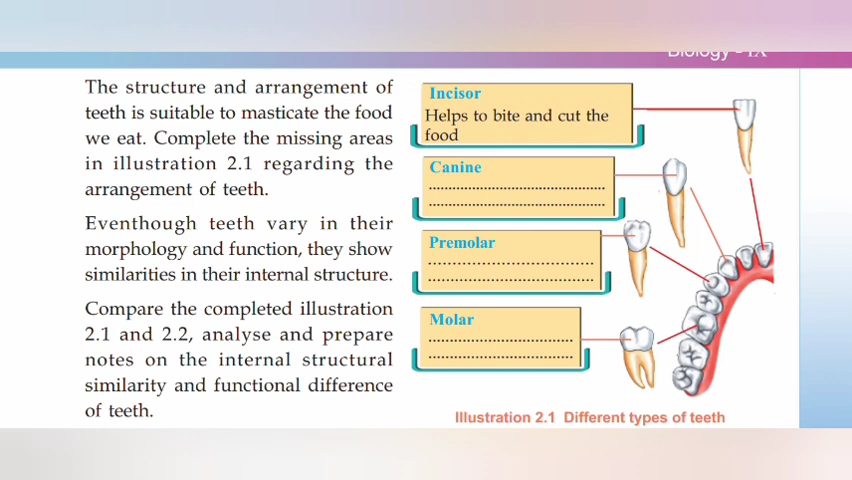 Biology - IX
The structure and arrangement of
teeth is suitable to masticate the food
we eat. Complete the missing areas
in illustration 2.1 regarding the
arrangement of teeth.
Eventhough teeth vary in their
morphology and function, they show
similarities in their internal structure.
Compare the completed illustration
2.1 and 2.2, analyse and prepare
notes on the internal structural
similarity and functional difference
of teeth.
Incisor
Helps to bite and cut the
food
Canine
............................................
............................................
Premolar
............................................
............................................
Molar
............................................
............................................
Illustration 2.1 Different types of teeth